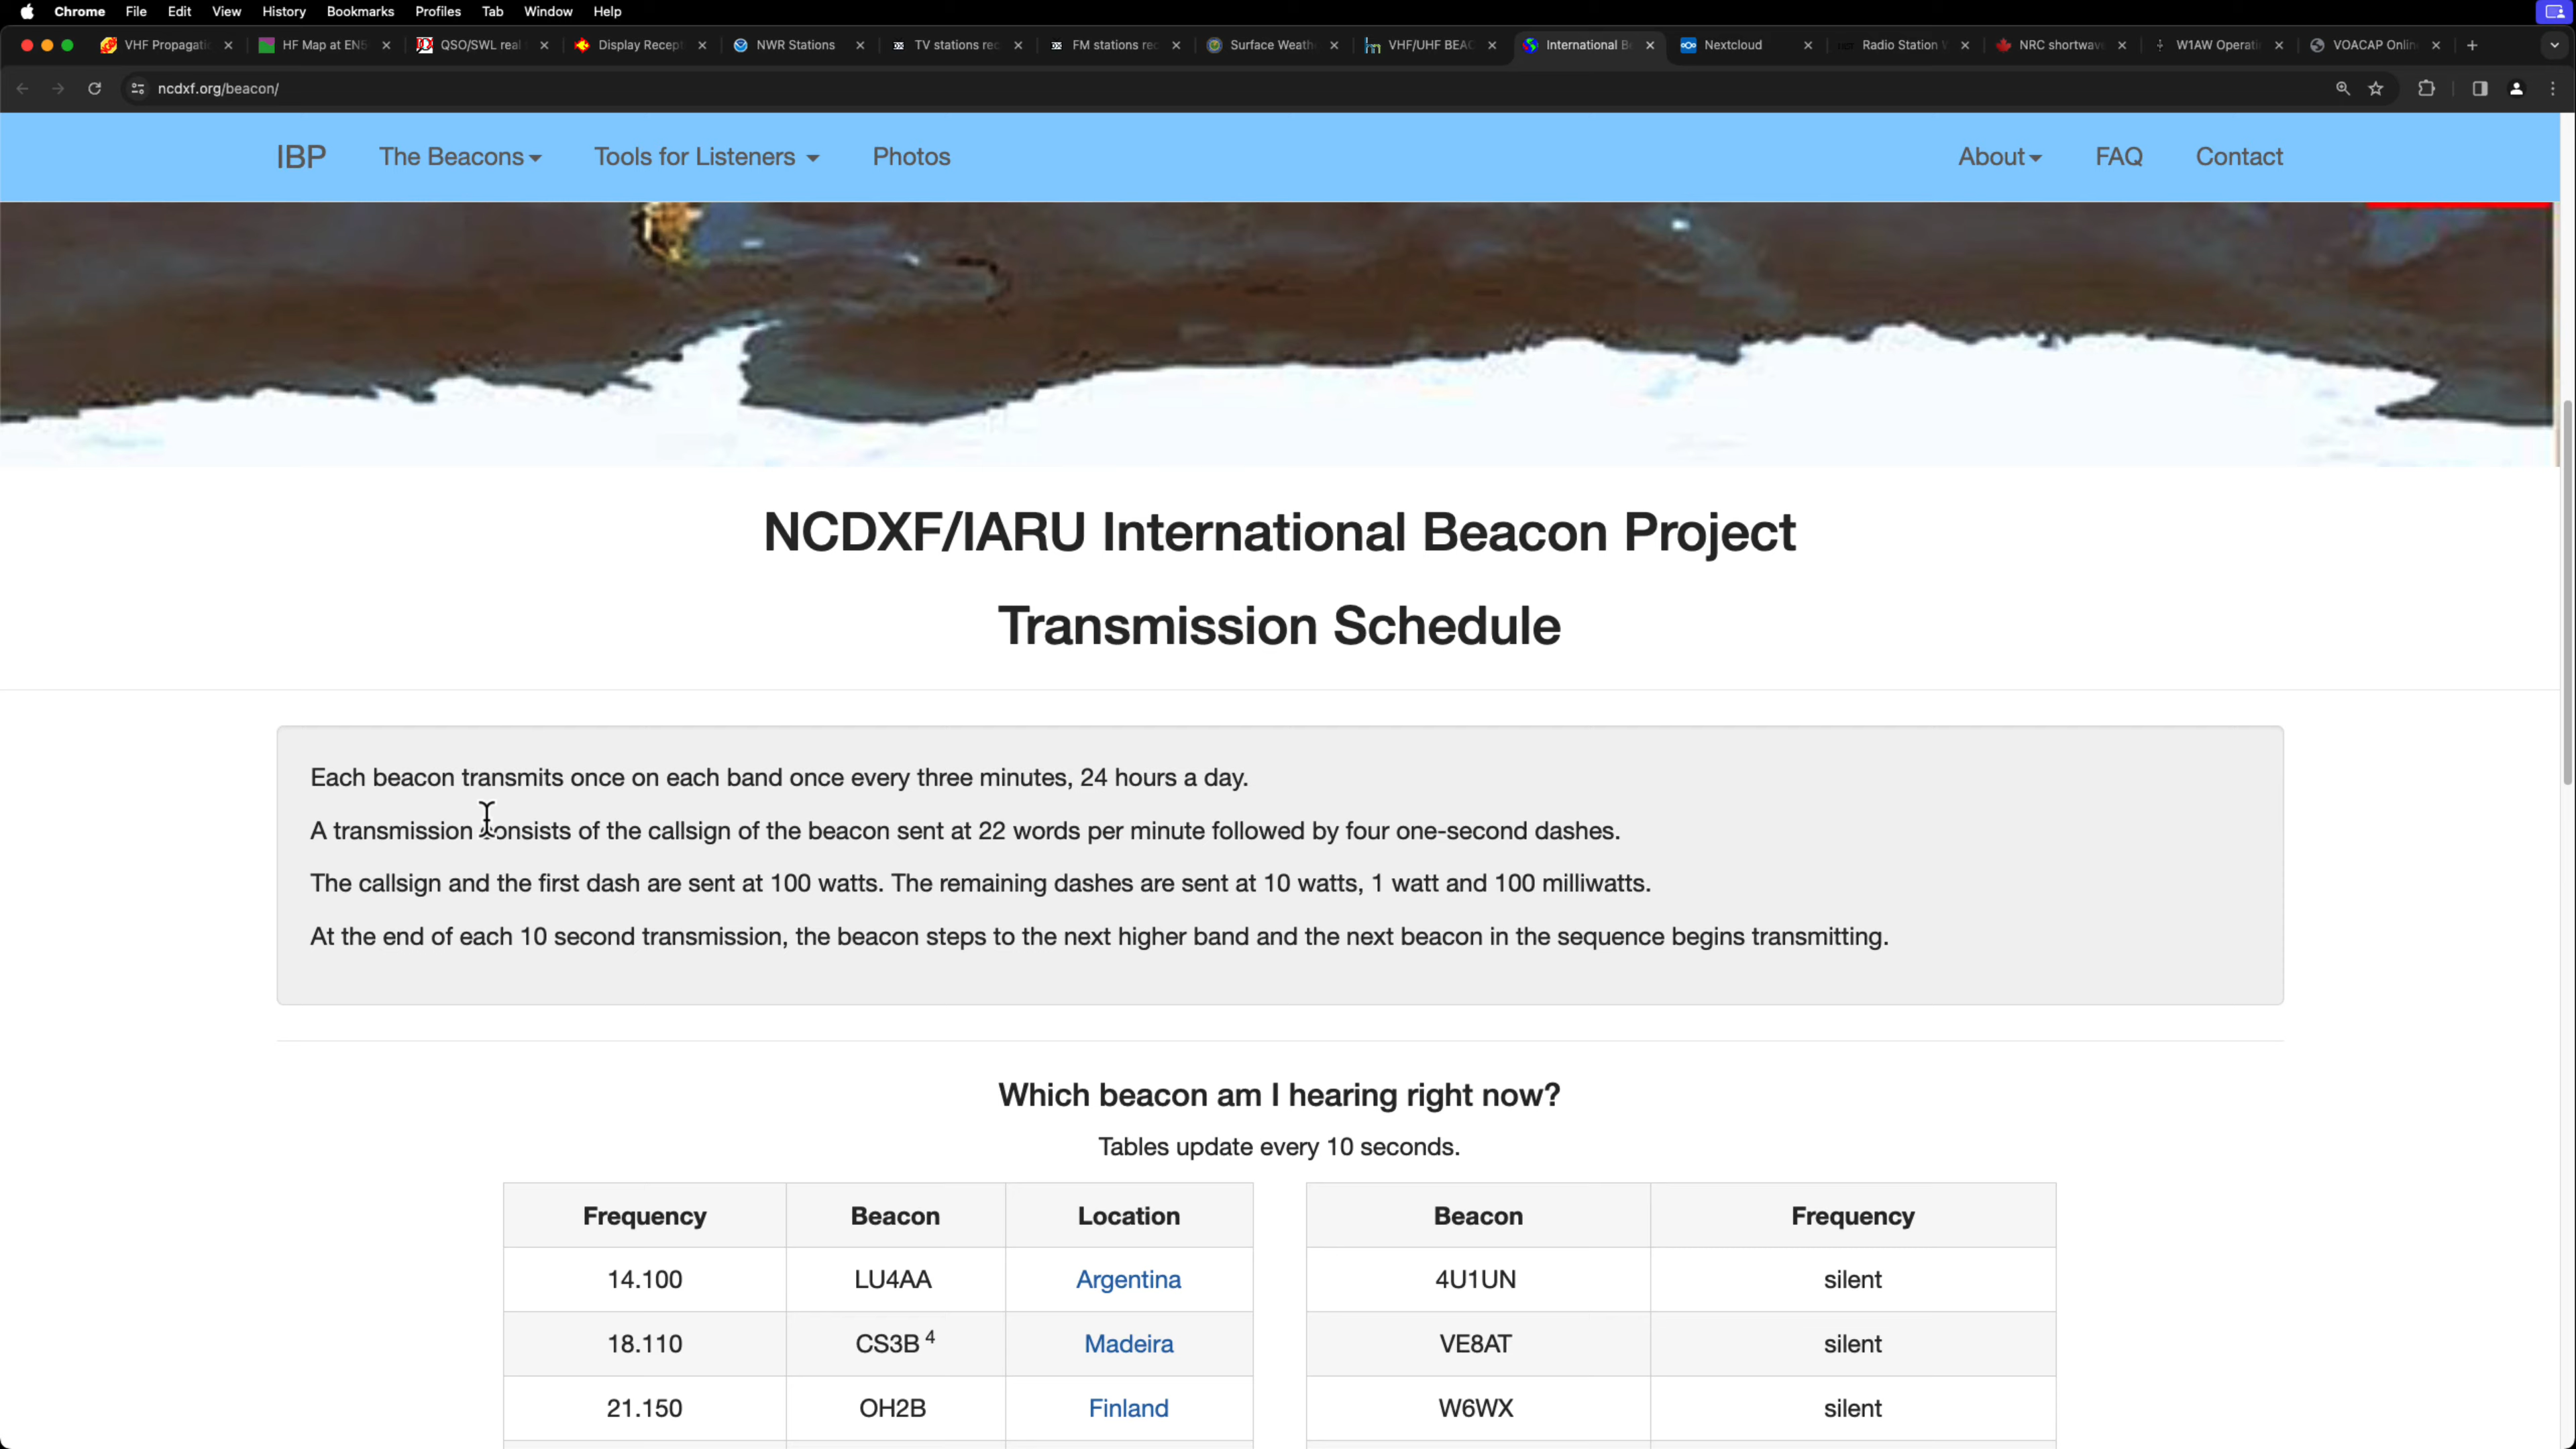 Chrome File Edit View History Bookmarks Profiles Tab Window Help
VHF Propagati HF Map at EN5 QSO/SWL real Display Recep NWR Stations TV stations rec FM stations rec Surface Weath VHF/UHF BEAC International B Nextcloud Radio Station NRC shortwav W1AW Operati VOACAP Onlin
ncdxf.org/beacon/
IBP The Beacons Tools for Listeners Photos About FAQ Contact
NCDXF/IARU International Beacon Project
Transmission Schedule
Each beacon transmits once on each band once every three minutes, 24 hours a day.
A transmission consists of the callsign of the beacon sent at 22 words per minute followed by four one-second dashes.
The callsign and the first dash are sent at 100 watts. The remaining dashes are sent at 10 watts, 1 watt and 100 milliwatts.
At the end of each 10 second transmission, the beacon steps to the next higher band and the next beacon in the sequence begins transmitting.
Which beacon am I hearing right now?
Tables update every 10 seconds.
Frequency Beacon Location Beacon Frequency
14.100 LU4AA Argentina 4U1UN silent
18.110 CS3B 4 Madeira VE8AT silent
21.150 OH2B Finland W6WX silent